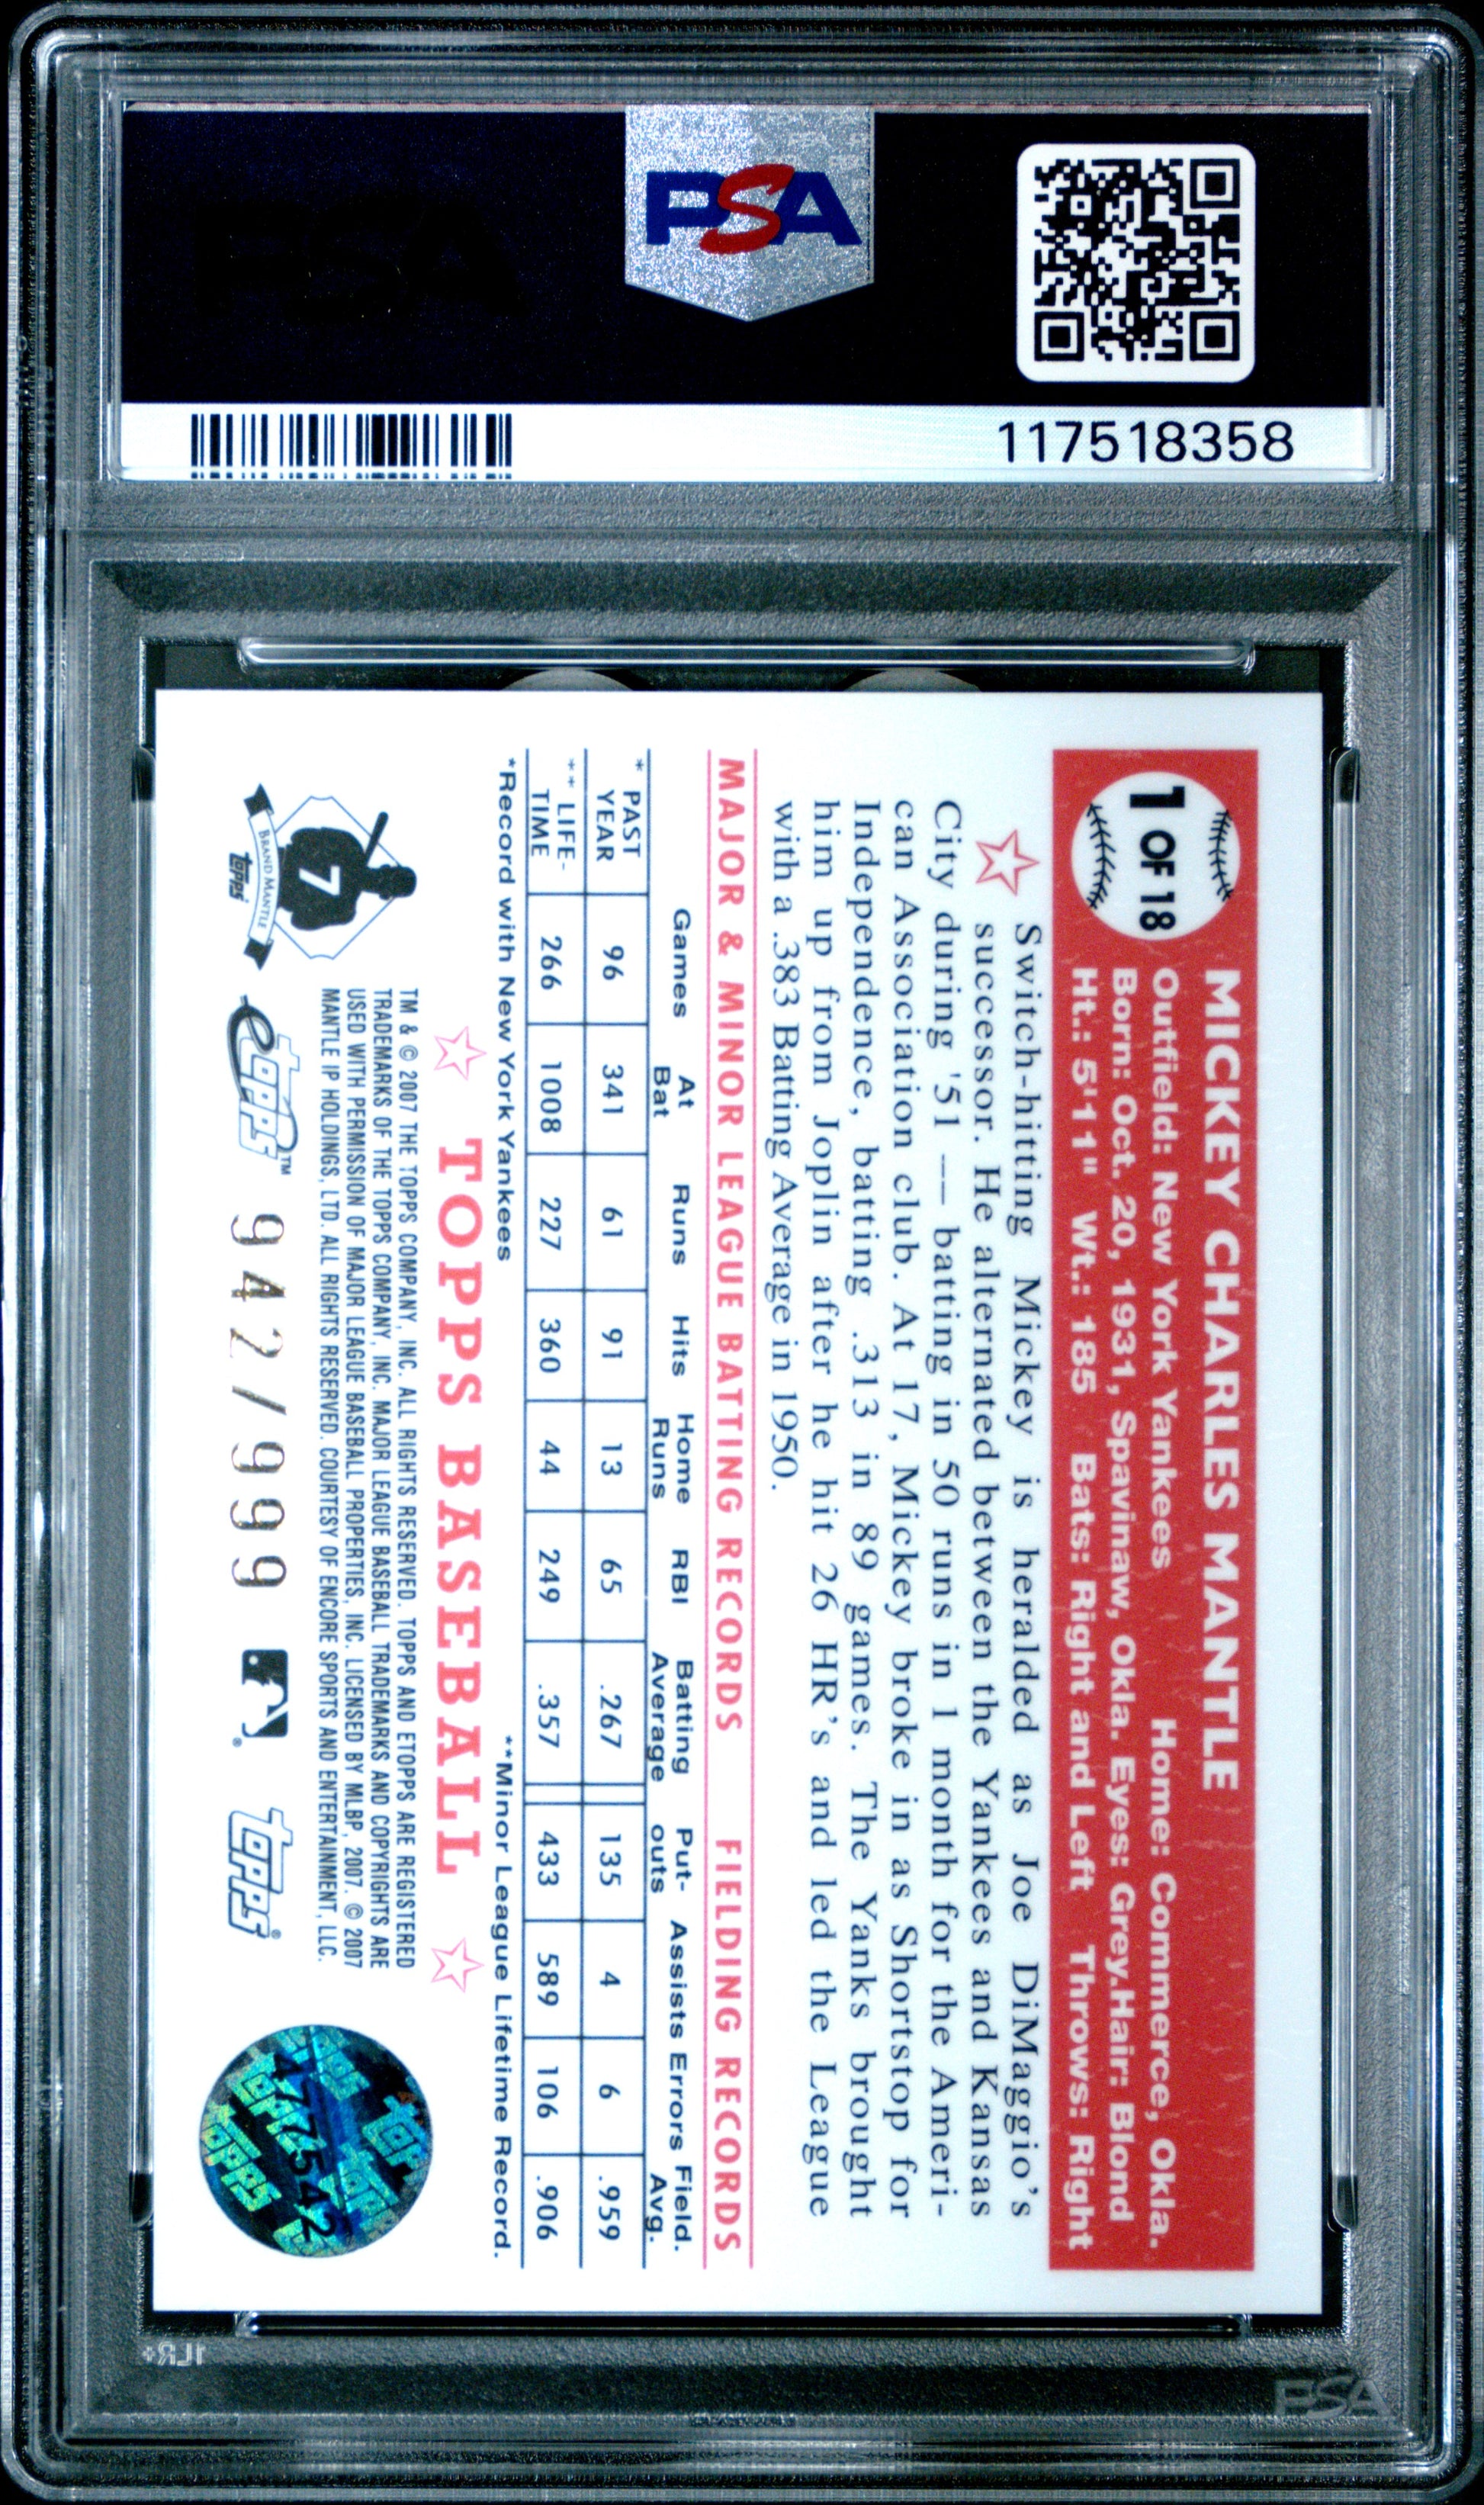 PSA
117518358
1 OF 18
MICKEY CHARLES MANTLE
Outfield: New York Yankees Home: Commerce, Okla.
Born: Oct. 20, 1931, Spavinaw, Okla. Eyes: Grey.Hair: Blond
Ht.: 5'11" Wt.: 185 Bats: Right and Left Throws: Right
Switch-hitting Mickey is heralded as Joe DiMaggio's
successor. He alternated between the Yankees and Kansas
City during '51 -- batting in 50 runs in 1 month for the Ameri-
can Association club. At 17, Mickey broke in as Shortstop for
Independence, batting .313 in 89 games. The Yanks brought
him up from Joplin after he hit 26 HR's and led the League
with a .383 Batting Average in 1950.
MAJOR & MINOR LEAGUE BATTING RECORDS FIELDING RECORDS
Games At Bat Runs Hits Home Runs RBI Batting Average Put-outs Assists Errors Field. Avg.
* PAST YEAR 96 341 61 91 13 65 .267 135 4 6 .959
** LIFE-TIME 266 1008 227 360 44 249 .357 433 589 106 .906
*Record with New York Yankees **Minor League Lifetime Record.
☆ TOPPS BASEBALL ☆
7
BRAND MANTLE
topps
TM & © 2007 THE TOPPS COMPANY, INC. ALL RIGHTS RESERVED. TOPPS AND ETOPPS ARE REGISTERED
TRADEMARKS OF THE TOPPS COMPANY, INC. MAJOR LEAGUE BASEBALL TRADEMARKS AND COPYRIGHTS ARE
USED WITH PERMISSION OF MAJOR LEAGUE BASEBALL PROPERTIES, INC. LICENSED BY MLBP, 2007. © 2007
MANTLE IP HOLDINGS, LTD. ALL RIGHTS RESERVED. COURTESY OF ENCORE SPORTS AND ENTERTAINMENT, LLC.
etopps™ 942/999 ® topps®
477542
PSA